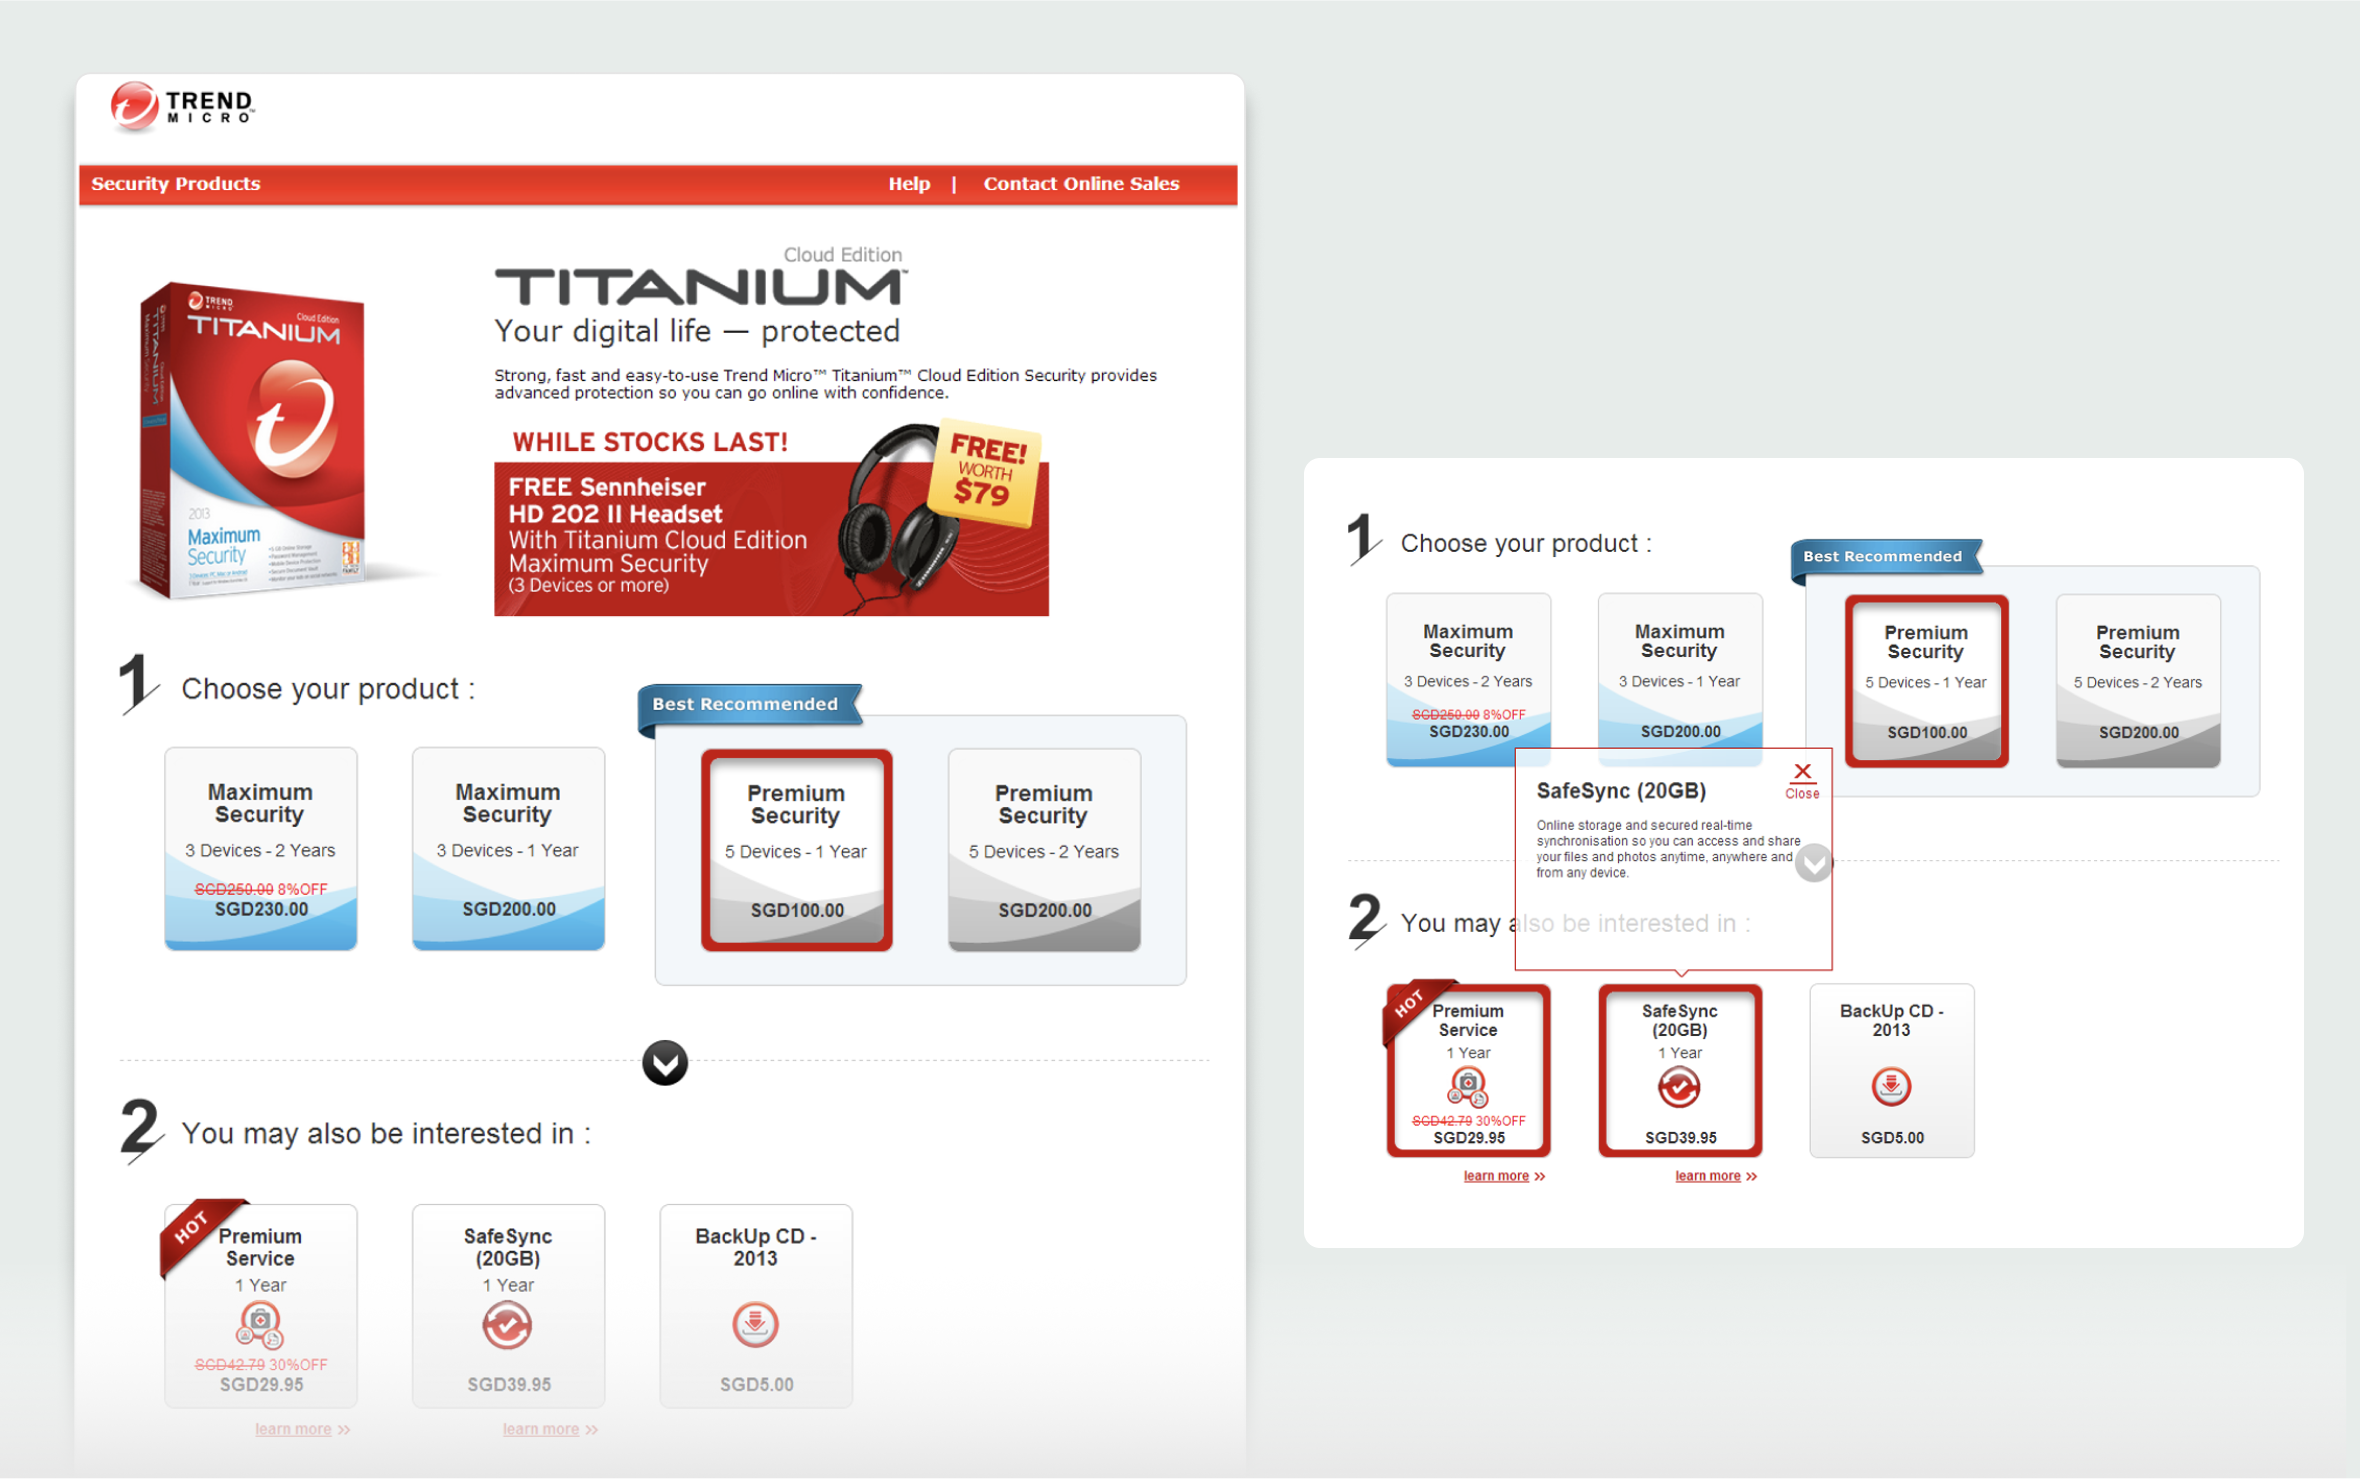 TREND
MICRO™
Security Products
Help | Contact Online Sales
Cloud Edition
TITANIUM™
Your digital life — protected
Strong, fast and easy-to-use Trend Micro™ Titanium™ Cloud Edition Security provides
advanced protection so you can go online with confidence.
TREND
MICRO
Cloud Edition
TITANIUM
2013
Maximum
Security
WHILE STOCKS LAST!
FREE Sennheiser
HD 202 II Headset
With Titanium Cloud Edition
Maximum Security
(3 Devices or more)
FREE!
WORTH
$79
1 Choose your product :
Best Recommended
Maximum
Security
3 Devices - 2 Years
SGD250.00 8%OFF
SGD230.00
Maximum
Security
3 Devices - 1 Year
SGD200.00
Premium
Security
5 Devices - 1 Year
SGD100.00
Premium
Security
5 Devices - 2 Years
SGD200.00
2 You may also be interested in :
HOT
Premium
Service
1 Year
SGD42.79 30%OFF
SGD29.95
learn more >>
SafeSync
(20GB)
1 Year
SGD39.95
learn more >>
BackUp CD -
2013
SGD5.00
1 Choose your product :
Best Recommended
Maximum
Security
3 Devices - 2 Years
SGD250.00 8%OFF
SGD230.00
Maximum
Security
3 Devices - 1 Year
SGD200.00
Premium
Security
5 Devices - 1 Year
SGD100.00
Premium
Security
5 Devices - 2 Years
SGD200.00
SafeSync (20GB)
X
Close
Online storage and secured real-time
synchronisation so you can access and share
your files and photos anytime, anywhere and
from any device.
2 You may also be interested in :
HOT
Premium
Service
1 Year
SGD42.79 30%OFF
SGD29.95
learn more >>
SafeSync
(20GB)
1 Year
SGD39.95
learn more >>
BackUp CD -
2013
SGD5.00